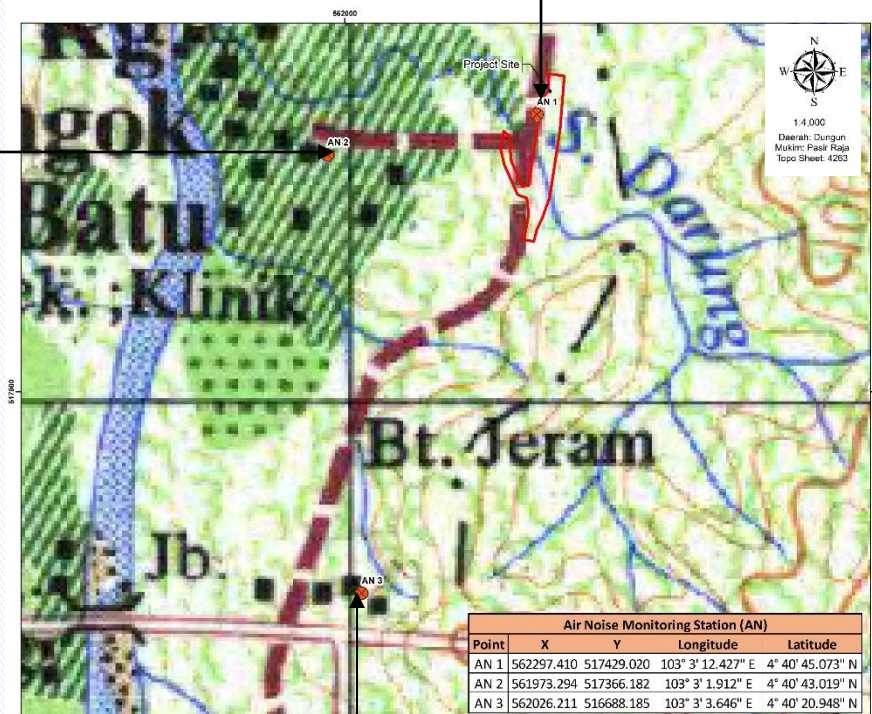 562000
Project Site
AN 1
N
W E
S
1:4,000
Daerah: Dungun
Mukim: Pasir Raja
Topo Sheet: 4263
Kg.
ngok
AN 2
S. Darung
Batu
ek. ;Klinik
517000
Bt. Jeram
Jb.
AN 3
Air Noise Monitoring Station (AN)
Point X Y Longitude Latitude
AN 1 562297.410 517429.020 103° 3' 12.427" E 4° 40' 45.073" N
AN 2 561973.294 517366.182 103° 3' 1.912" E 4° 40' 43.019" N
AN 3 562026.211 516688.185 103° 3' 3.646" E 4° 40' 20.948" N